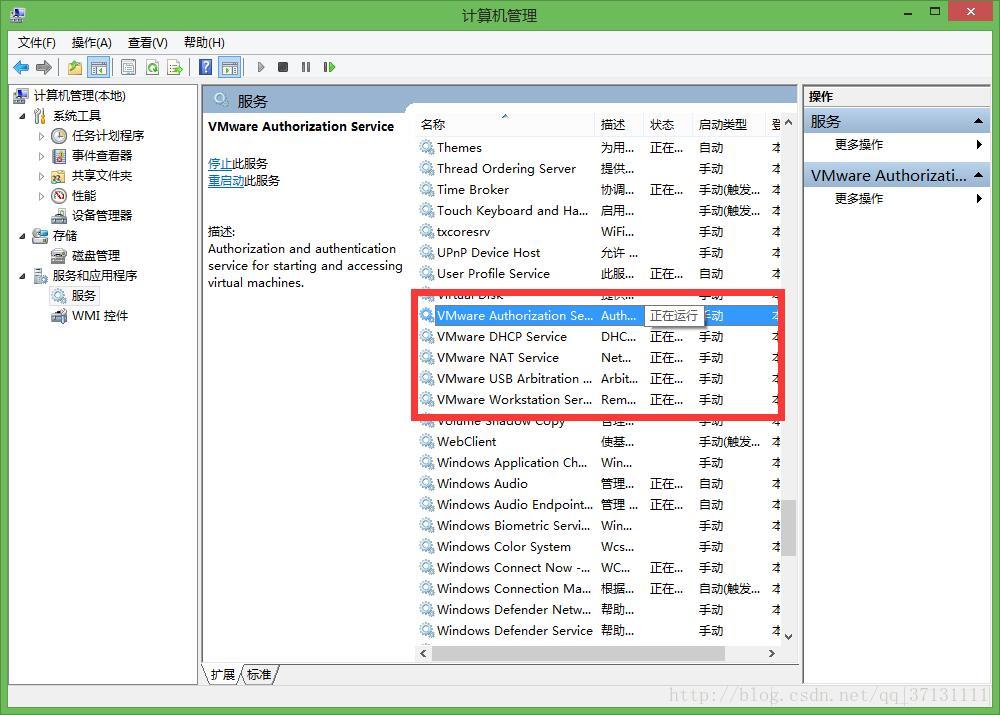 计算机管理
文件(F) 操作(A) 查看(V) 帮助(H)
计算机管理(本地)
系统工具
任务计划程序
事件查看器
共享文件夹
性能
设备管理器
存储
磁盘管理
服务和应用程序
服务
WMI 控件
服务
VMware Authorization Service
停止此服务
重启动此服务
描述:
Authorization and authentication
service for starting and accessing
virtual machines.
名称 描述 状态 启动类型 登
Themes 为用... 正在... 自动 本
Thread Ordering Server 提供... 手动 本
Time Broker 协调... 正在... 手动(触发... 本
Touch Keyboard and Ha... 启用... 手动(触发... 本
txcoresrv WiFi... 手动 本
UPnP Device Host 允许 ... 手动 本
User Profile Service 此服... 正在... 自动 本
Virtual Disk 提供... 手动 本
VMware Authorization Se... Auth... 正在运行 手动 本
VMware DHCP Service DHC... 正在... 手动 本
VMware NAT Service Net... 正在... 手动 本
VMware USB Arbitration ... Arbit... 正在... 手动 本
VMware Workstation Ser... Rem... 正在... 手动 本
Volume Shadow Copy 管理... 手动 本
WebClient 使基... 手动(触发... 本
Windows Application Ch... Win... 手动 本
Windows Audio 管理... 正在... 自动 本
Windows Audio Endpoint... 管理 ... 正在... 自动 本
Windows Biometric Servi... Win... 手动 本
Windows Color System Wcs... 手动 本
Windows Connect Now -... WC... 正在... 手动 本
Windows Connection Ma... 根据... 正在... 自动(触发... 本
Windows Defender Netw... 帮助... 手动 本
Windows Defender Service 帮助... 手动 本
扩展 标准
操作
服务
更多操作
VMware Authorizati...
更多操作
http://blog.csdn.net/qq_37131111